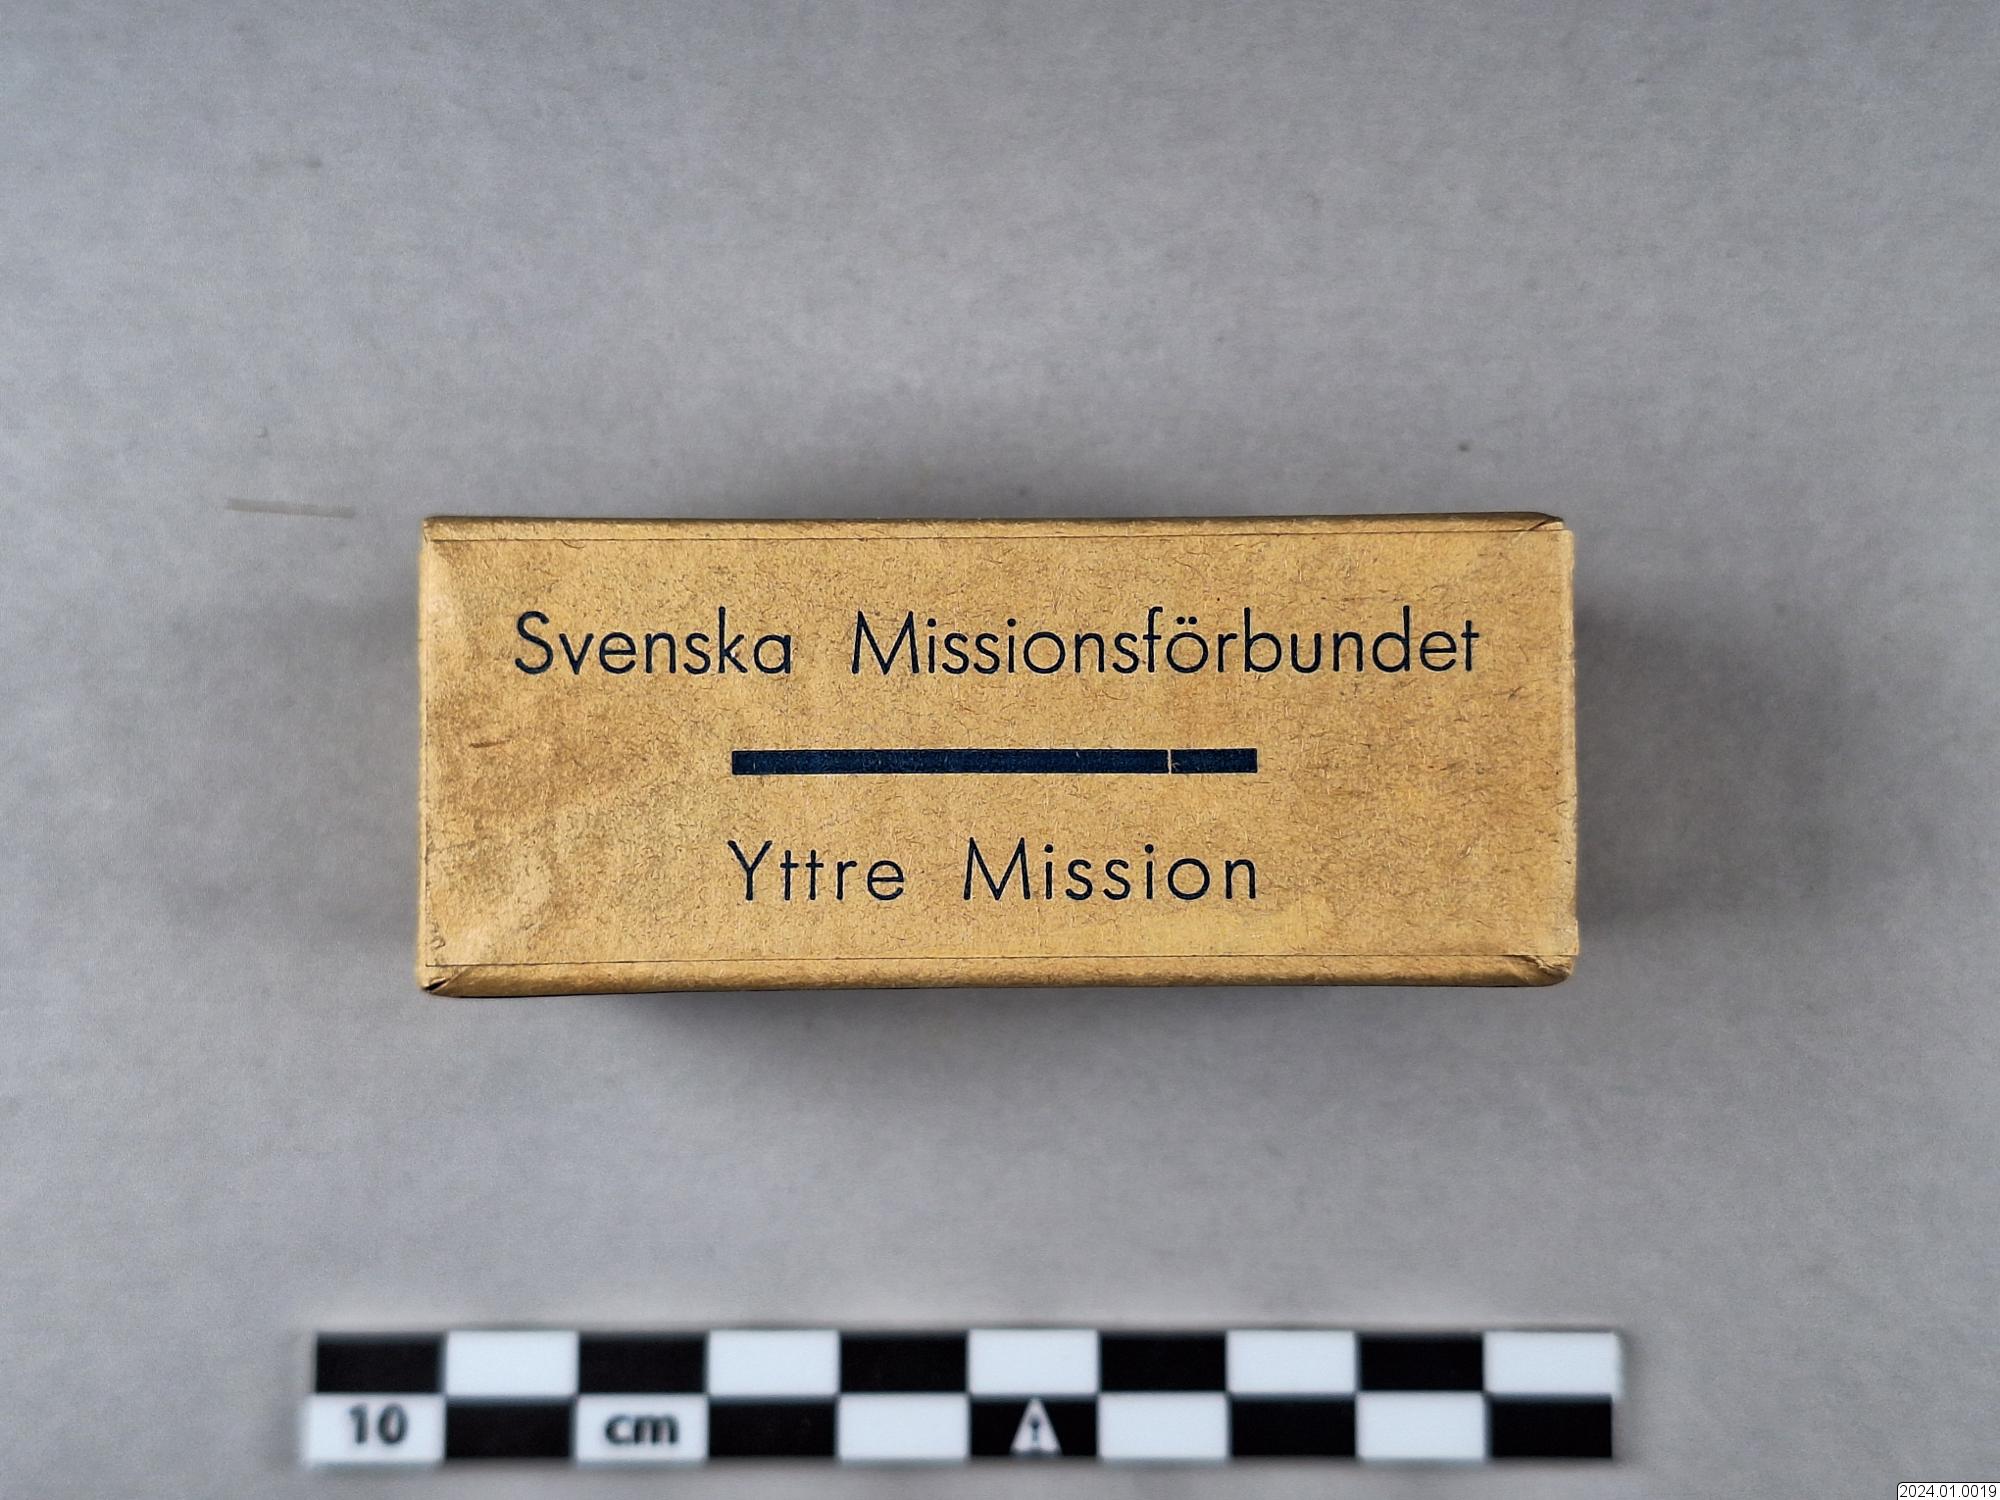 Svenska Missionsförbundet
Yttre Mission
10 cm
2024.01.0019